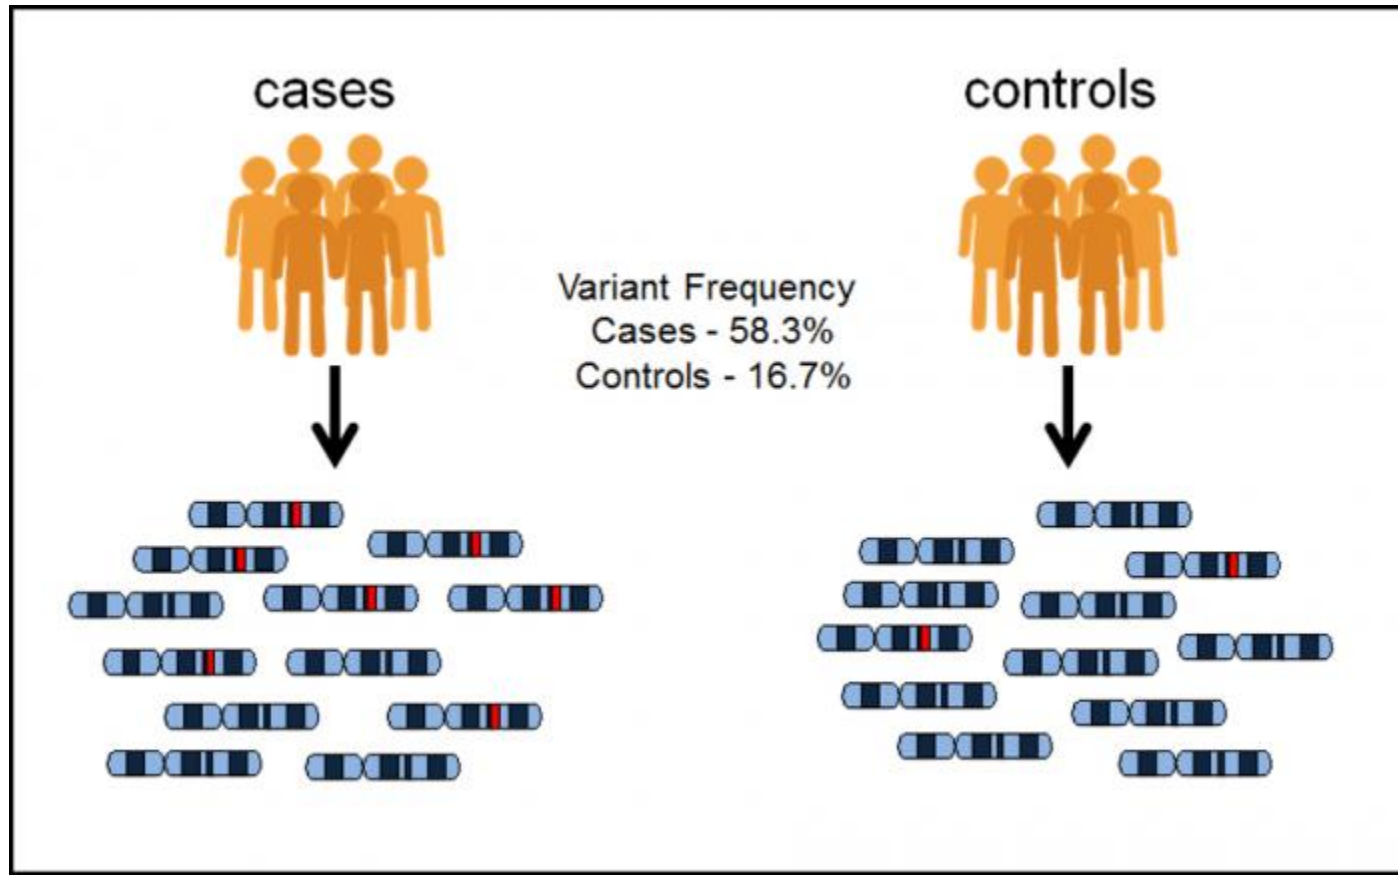 cases
controls
Variant Frequency
Cases - 58.3%
Controls - 16.7%